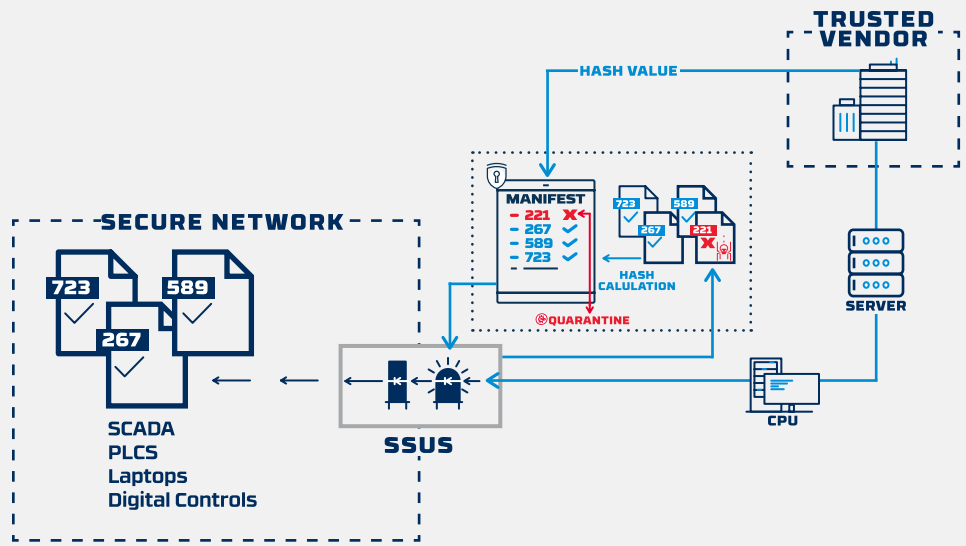 TRUSTED
VENDOR
HASH VALUE
MANIFEST
221
267
589
723
723
589
267
221
HASH
CALULATION
QUARANTINE
SERVER
CPU
SECURE NETWORK
723
589
267
SSUS
SCADA
PLCS
Laptops
Digital Controls